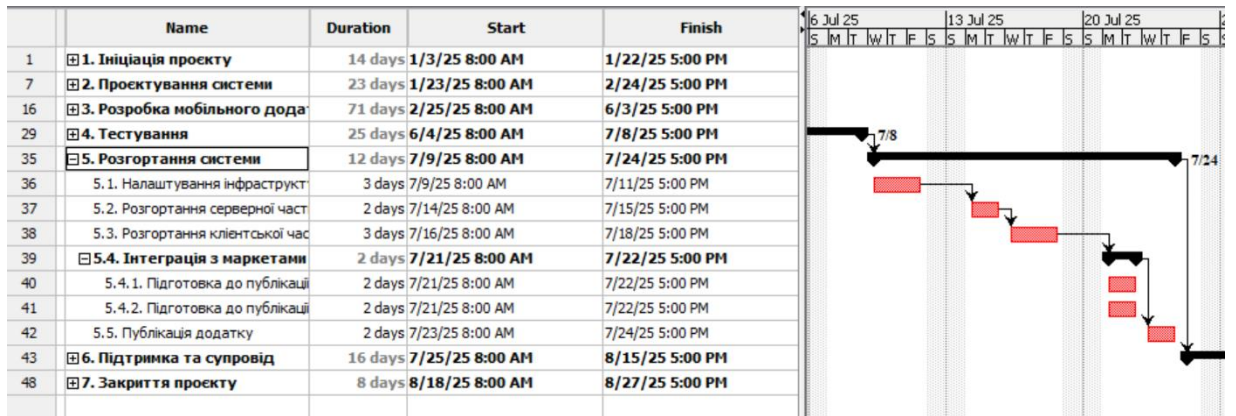 Name Duration Start Finish
6 Jul 25 13 Jul 25 20 Jul 25
S M T W T F S S M T W T F S S M T W T F S S
1 1. Ініціація проєкту 14 days 1/3/25 8:00 AM 1/22/25 5:00 PM
7 2. Проєктування системи 23 days 1/23/25 8:00 AM 2/24/25 5:00 PM
16 3. Розробка мобільного дода 71 days 2/25/25 8:00 AM 6/3/25 5:00 PM
29 4. Тестування 25 days 6/4/25 8:00 AM 7/8/25 5:00 PM 7/8
35 5. Розгортання системи 12 days 7/9/25 8:00 AM 7/24/25 5:00 PM 7/24
36 5.1. Налаштування інфраструкт 3 days 7/9/25 8:00 AM 7/11/25 5:00 PM
37 5.2. Розгортання серверної част 2 days 7/14/25 8:00 AM 7/15/25 5:00 PM
38 5.3. Розгортання клієнтської час 3 days 7/16/25 8:00 AM 7/18/25 5:00 PM
39 5.4. Інтеграція з маркетами 2 days 7/21/25 8:00 AM 7/22/25 5:00 PM
40 5.4.1. Підготовка до публікації 2 days 7/21/25 8:00 AM 7/22/25 5:00 PM
41 5.4.2. Підготовка до публікації 2 days 7/21/25 8:00 AM 7/22/25 5:00 PM
42 5.5. Публікація додатку 2 days 7/23/25 8:00 AM 7/24/25 5:00 PM
43 6. Підтримка та супровід 16 days 7/25/25 8:00 AM 8/15/25 5:00 PM
48 7. Закриття проєкту 8 days 8/18/25 8:00 AM 8/27/25 5:00 PM